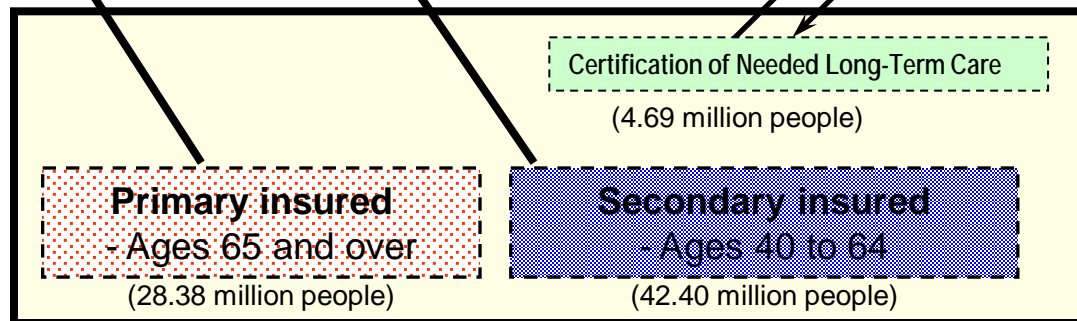 Certification of Needed Long-Term Care
(4.69 million people)
Primary insured
- Ages 65 and over
(28.38 million people)
Secondary insured
- Ages 40 to 64
(42.40 million people)